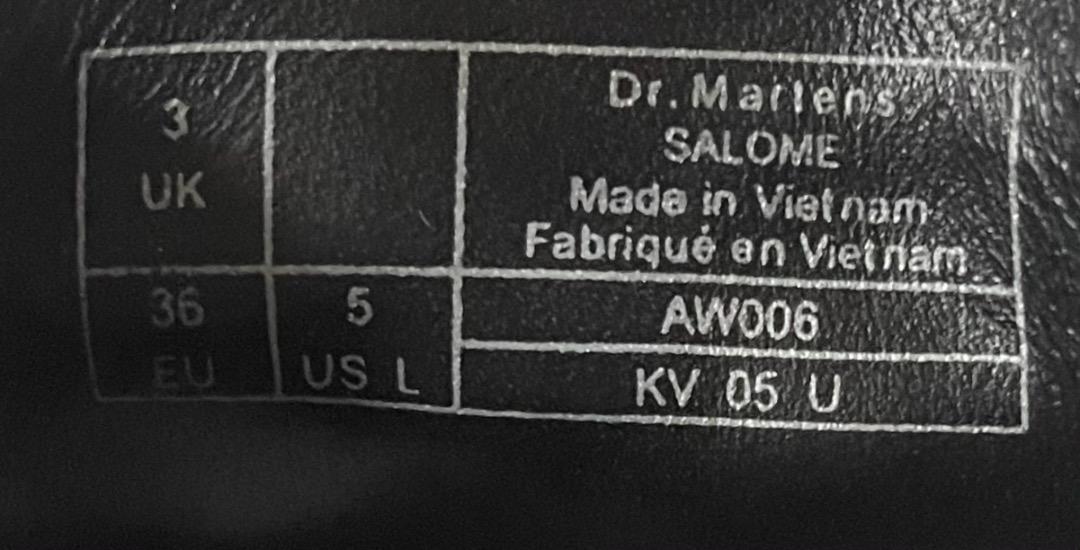 3
UK
Dr. Martens
SALOME
Made in Vietnam
Fabriqué en Vietnam
36
EU
5
US L
AW006
KV 05 U